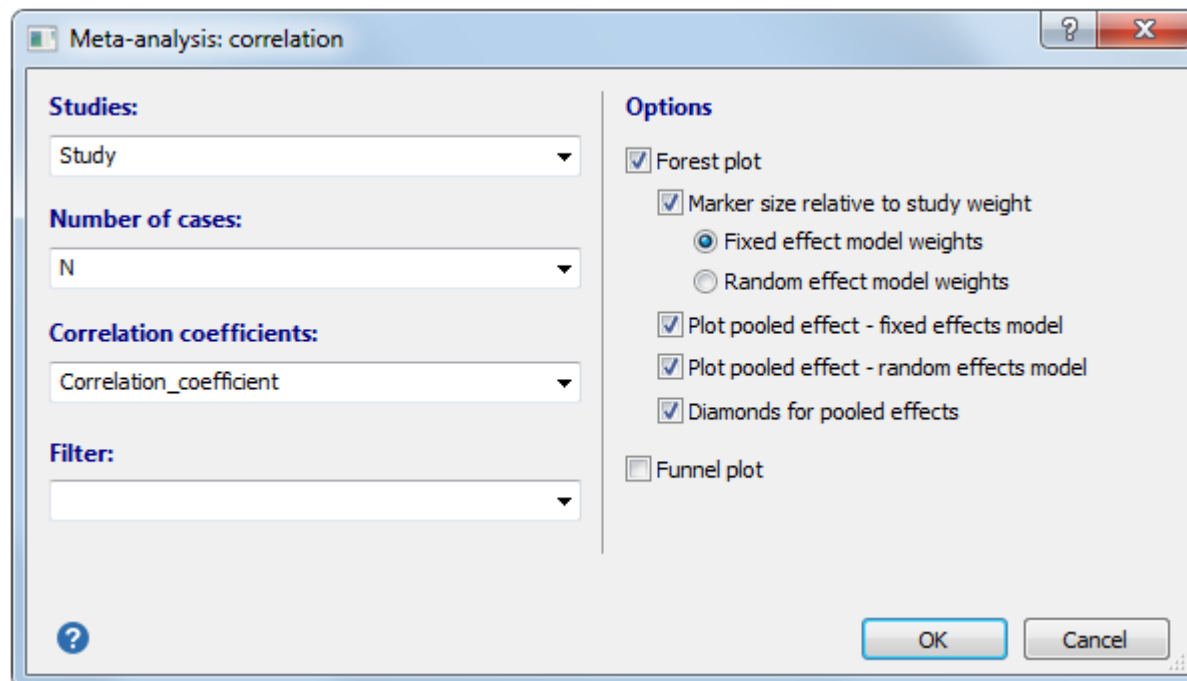 Meta-analysis: correlation
Studies:
Study
Number of cases:
N
Correlation coefficients:
Correlation_coefficient
Filter:
Options
Forest plot
Marker size relative to study weight
Fixed effect model weights
Random effect model weights
Plot pooled effect - fixed effects model
Plot pooled effect - random effects model
Diamonds for pooled effects
Funnel plot
?
OK
Cancel